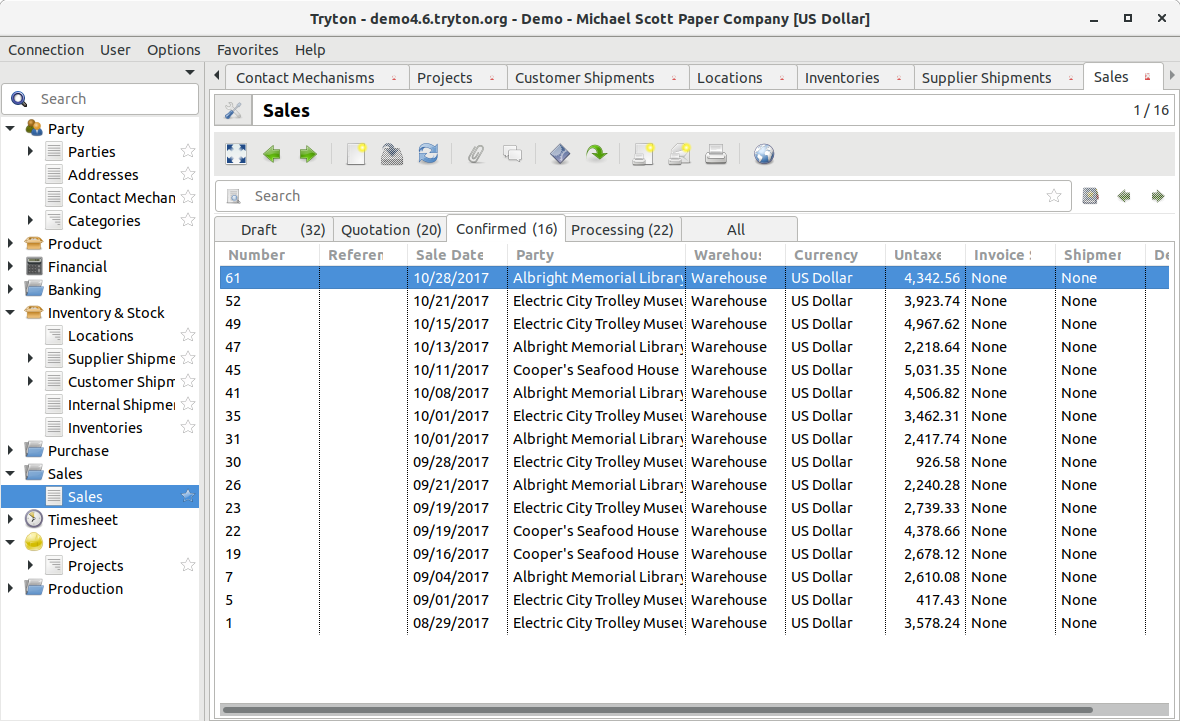 Tryton - demo4.6.tryton.org - Demo - Michael Scott Paper Company [US Dollar]
Connection User Options Favorites Help
Contact Mechanisms Projects Customer Shipments Locations Inventories Supplier Shipments Sales
Search
Party
Parties
Addresses
Contact Mechan
Categories
Product
Financial
Banking
Inventory & Stock
Locations
Supplier Shipme
Customer Shipm
Internal Shipmer
Inventories
Purchase
Sales
Sales
Timesheet
Project
Projects
Production
Sales 1 / 16
Search
Draft (32) Quotation (20) Confirmed (16) Processing (22) All
Number Referen Sale Date Party Warehous Currency Untaxe Invoice Shipmen De
61 10/28/2017 Albright Memorial Library Warehouse US Dollar 4,342.56 None None
52 10/21/2017 Electric City Trolley Museu Warehouse US Dollar 3,923.74 None None
49 10/15/2017 Electric City Trolley Museu Warehouse US Dollar 4,967.62 None None
47 10/13/2017 Albright Memorial Library Warehouse US Dollar 2,218.64 None None
45 10/11/2017 Cooper's Seafood House Warehouse US Dollar 5,031.35 None None
41 10/08/2017 Albright Memorial Library Warehouse US Dollar 4,506.82 None None
35 10/01/2017 Electric City Trolley Museu Warehouse US Dollar 3,462.31 None None
31 10/01/2017 Albright Memorial Library Warehouse US Dollar 2,417.74 None None
30 09/28/2017 Electric City Trolley Museu Warehouse US Dollar 926.58 None None
26 09/21/2017 Albright Memorial Library Warehouse US Dollar 2,240.28 None None
23 09/19/2017 Electric City Trolley Museu Warehouse US Dollar 2,739.33 None None
22 09/19/2017 Cooper's Seafood House Warehouse US Dollar 4,378.66 None None
19 09/16/2017 Cooper's Seafood House Warehouse US Dollar 2,678.12 None None
7 09/04/2017 Albright Memorial Library Warehouse US Dollar 2,610.08 None None
5 09/01/2017 Electric City Trolley Museu Warehouse US Dollar 417.43 None None
1 08/29/2017 Electric City Trolley Museu Warehouse US Dollar 3,578.24 None None